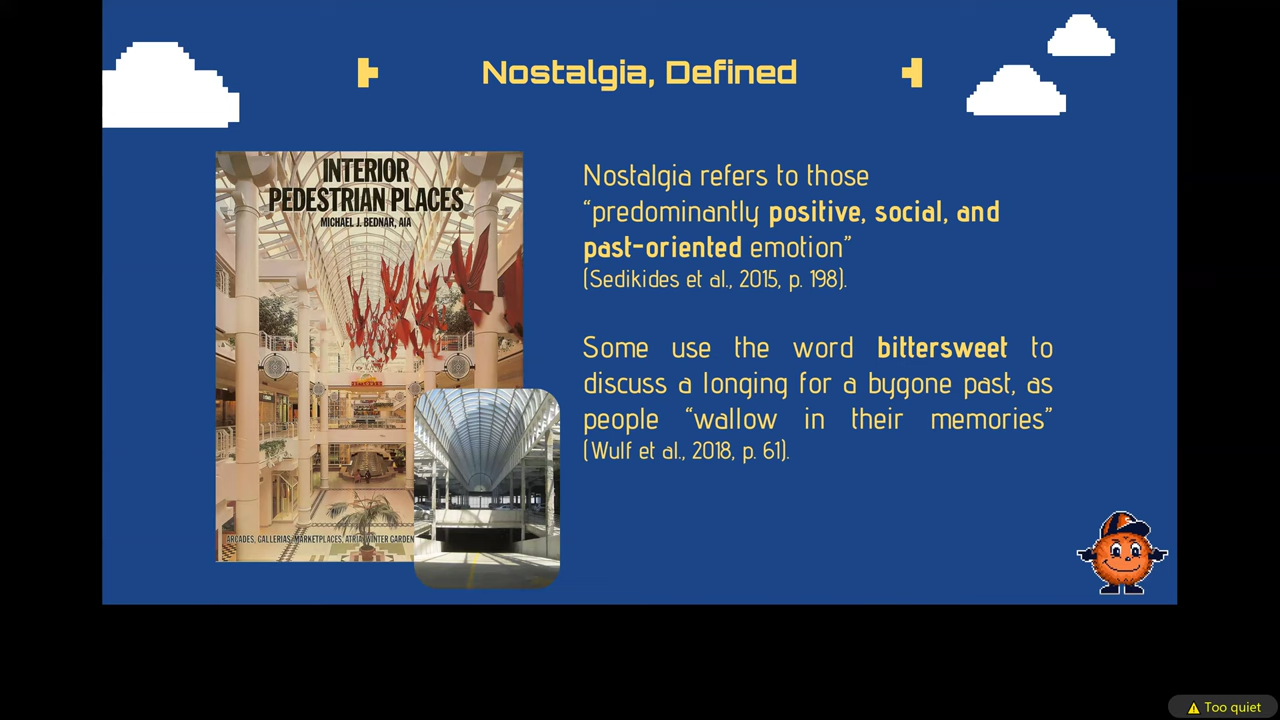 Nostalgia, Defined
INTERIOR
PEDESTRIAN PLACES
MICHAEL J. BEDNAR, AIA
ARCADES, GALLERIAS, MARKETPLACES, ATRIA, WINTER GARDEN
Nostalgia refers to those
“predominantly positive, social, and
past-oriented emotion”
(Sedikides et al., 2015, p. 198).
Some use the word bittersweet to
discuss a longing for a bygone past, as
people “wallow in their memories”
(Wulf et al., 2018, p. 61).
Too quiet